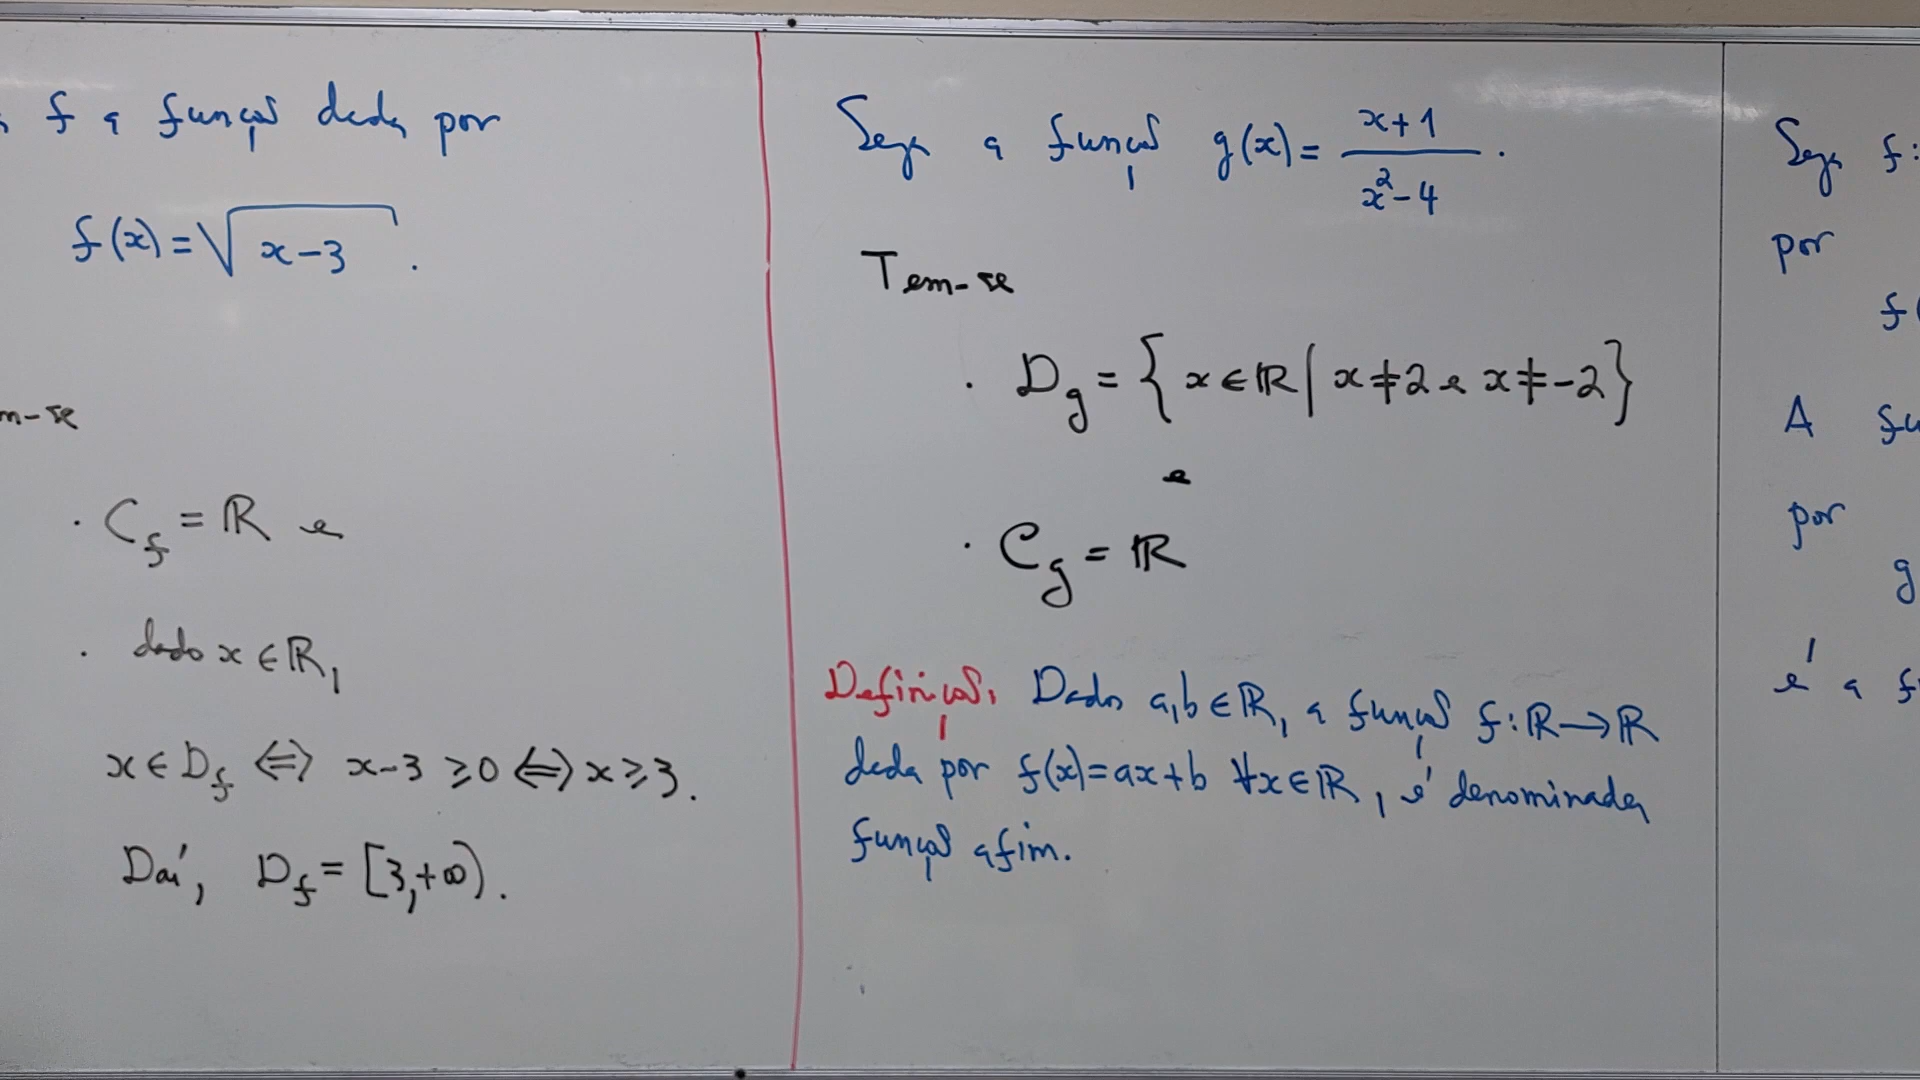 f a função dada por
f(x) = √(x-3) .
m-se
. C_f = ℝ e
. dado x ∈ ℝ,
x ∈ D_f ⟺ x-3 ≥ 0 ⟺ x ≥ 3.
Daí, D_f = [3,+∞).
Seja a função g(x) = (x+1)/(x²-4) .
Tem-se
. D_g = {x ∈ ℝ | x ≠ 2 e x ≠ -2}
e
. C_g = ℝ
Definição: Dados a,b ∈ ℝ, a função f: ℝ → ℝ
dada por f(x) = ax+b ∀x ∈ ℝ, é denominada
função afim.
Seja f:
por
f(
A fu
por
g
é a f